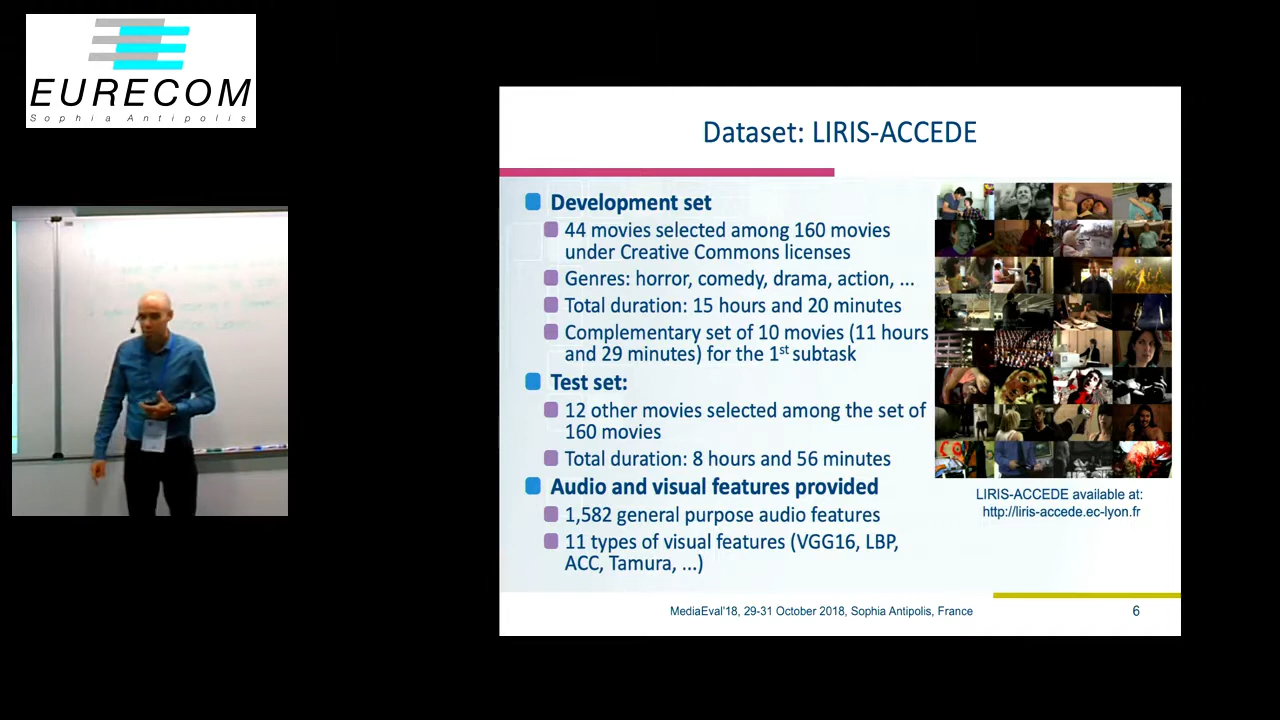 EURECOM
Sophia Antipolis
Dataset: LIRIS-ACCEDE
Development set
44 movies selected among 160 movies
under Creative Commons licenses
Genres: horror, comedy, drama, action, ...
Total duration: 15 hours and 20 minutes
Complementary set of 10 movies (11 hours
and 29 minutes) for the 1st subtask
Test set:
12 other movies selected among the set of
160 movies
Total duration: 8 hours and 56 minutes
Audio and visual features provided
1,582 general purpose audio features
11 types of visual features (VGG16, LBP,
ACC, Tamura, ...)
LIRIS-ACCEDE available at:
http://liris-accede.ec-lyon.fr
MediaEval'18, 29-31 October 2018, Sophia Antipolis, France
6